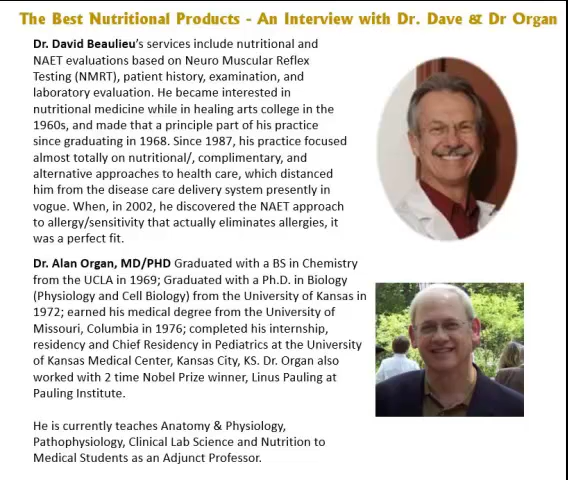 The Best Nutritional Products - An Interview with Dr. Dave & Dr Organ
Dr. David Beaulieu's services include nutritional and
NAET evaluations based on Neuro Muscular Reflex
Testing (NMRT), patient history, examination, and
laboratory evaluation. He became interested in
nutritional medicine while in healing arts college in the
1960s, and made that a principle part of his practice
since graduating in 1968. Since 1987, his practice focused
almost totally on nutritional/, complimentary, and
alternative approaches to health care, which distanced
him from the disease care delivery system presently in
vogue. When, in 2002, he discovered the NAET approach
to allergy/sensitivity that actually eliminates allergies, it
was a perfect fit.
Dr. Alan Organ, MD/PHD Graduated with a BS in Chemistry
from the UCLA in 1969; Graduated with a Ph.D. in Biology
(Physiology and Cell Biology) from the University of Kansas in
1972; earned his medical degree from the University of
Missouri, Columbia in 1976; completed his internship,
residency and Chief Residency in Pediatrics at the University
of Kansas Medical Center, Kansas City, KS. Dr. Organ also
worked with 2 time Nobel Prize winner, Linus Pauling at
Pauling Institute.
He is currently teaches Anatomy & Physiology,
Pathophysiology, Clinical Lab Science and Nutrition to
Medical Students as an Adjunct Professor.